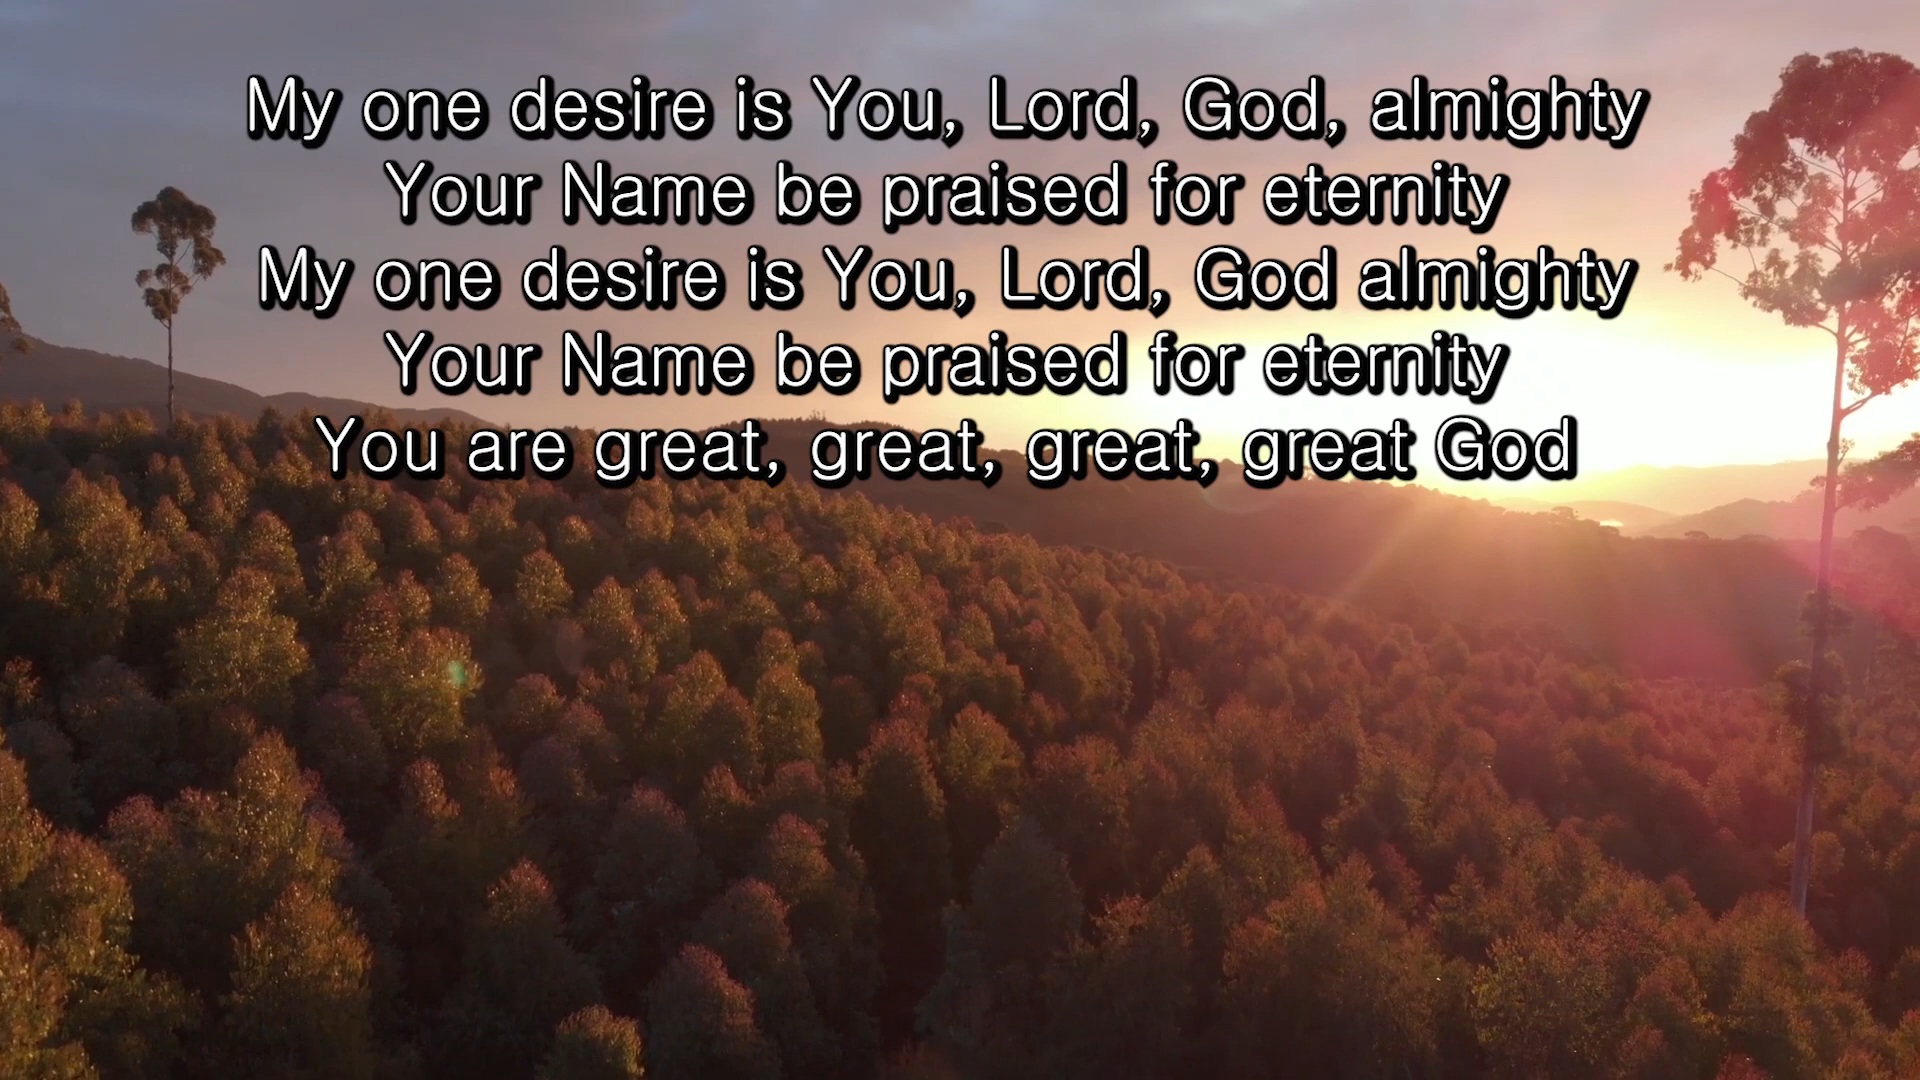 My one desire is You, Lord, God, almighty
Your Name be praised for eternity
My one desire is You, Lord, God almighty
Your Name be praised for eternity
You are great, great, great, great God